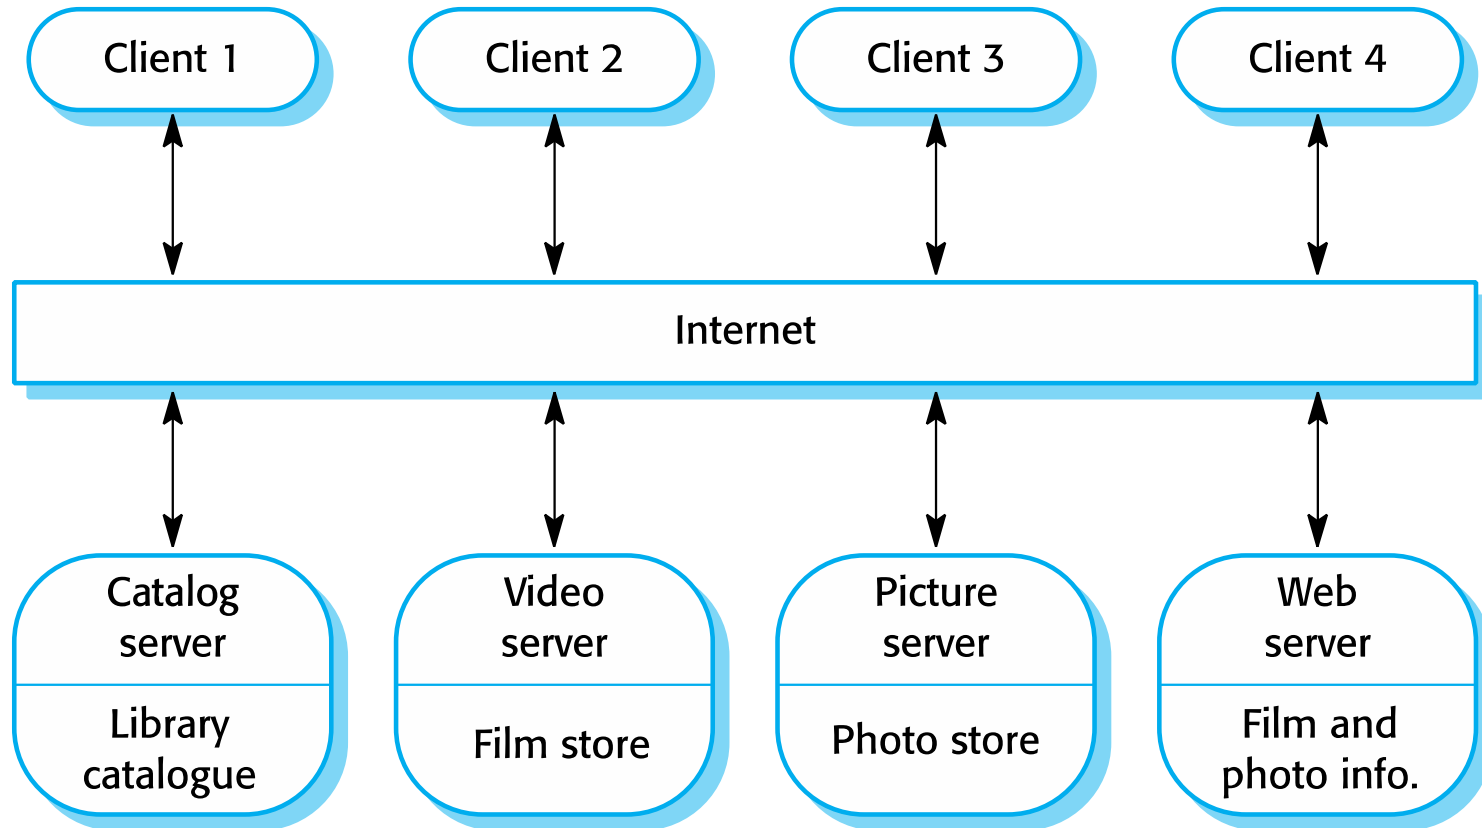 Client 1
Client 2
Client 3
Client 4
Internet
Catalog
server
Library
catalogue
Video
server
Film store
Picture
server
Photo store
Web
server
Film and
photo info.